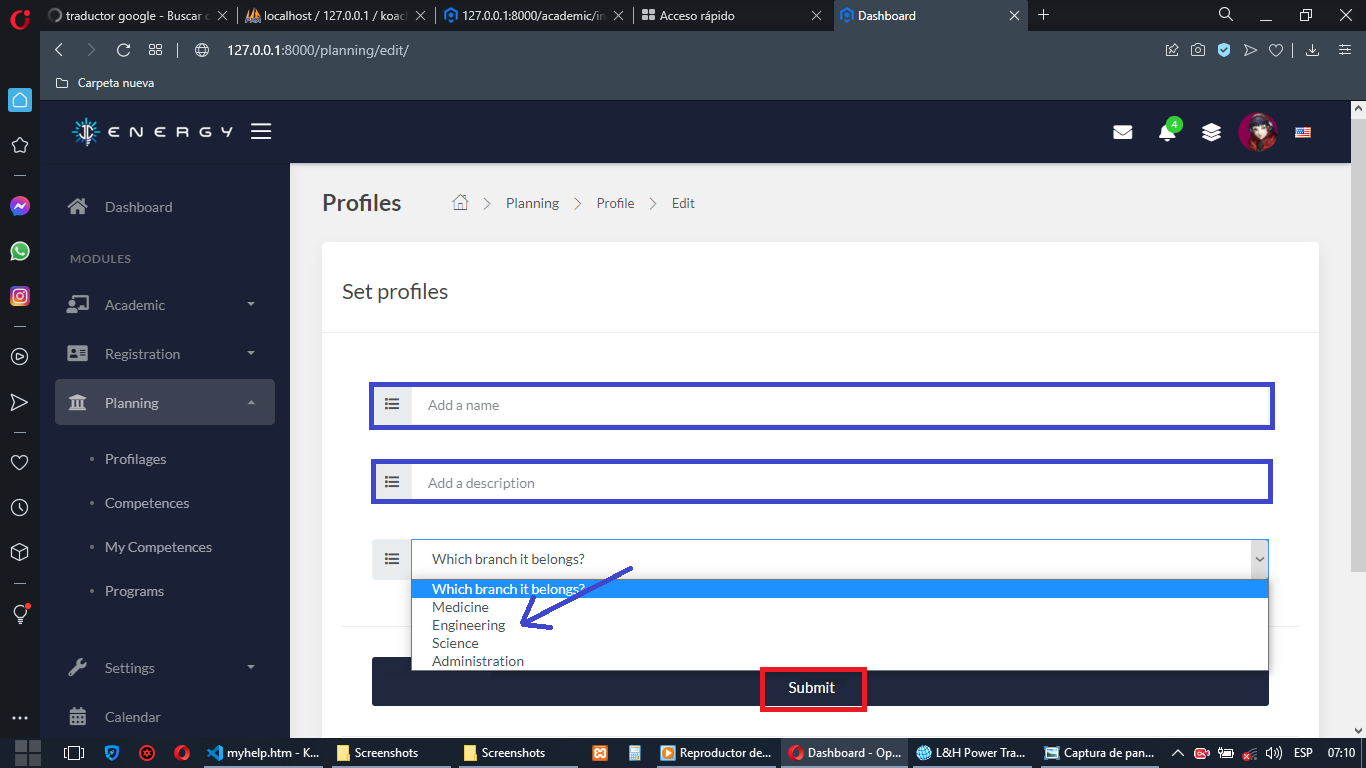 traductor google - Buscar c
localhost / 127.0.0.1 / koac
127.0.0.1:8000/academic/in
Acceso rápido
Dashboard
127.0.0.1:8000/planning/edit/
Carpeta nueva
ENERGY
4
Dashboard
MODULES
Academic
Registration
Planning
Profilages
Competences
My Competences
Programs
Settings
Calendar
Profiles
Planning
Profile
Edit
Set profiles
Add a name
Add a description
Which branch it belongs?
Which branch it belongs?
Medicine
Engineering
Science
Administration
Submit
myhelp.htm - K...
Screenshots
Screenshots
Reproductor de...
Dashboard - Op...
L&H Power Tra...
Captura de pan...
ESP
07:10